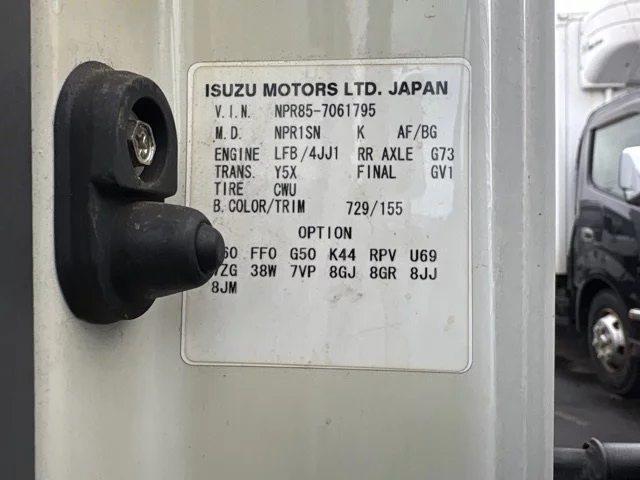 ISUZU MOTORS LTD. JAPAN
V.I.N. NPR85-7061795
M.D. NPR1SN K AF/BG
ENGINE LFB/4JJ1 RR AXLE G73
TRANS. Y5X FINAL GV1
TIRE CWU
B.COLOR/TRIM 729/155
OPTION
FF0 G50 K44 RPV U69
38W 7VP 8GJ 8GR 8JJ
8JM